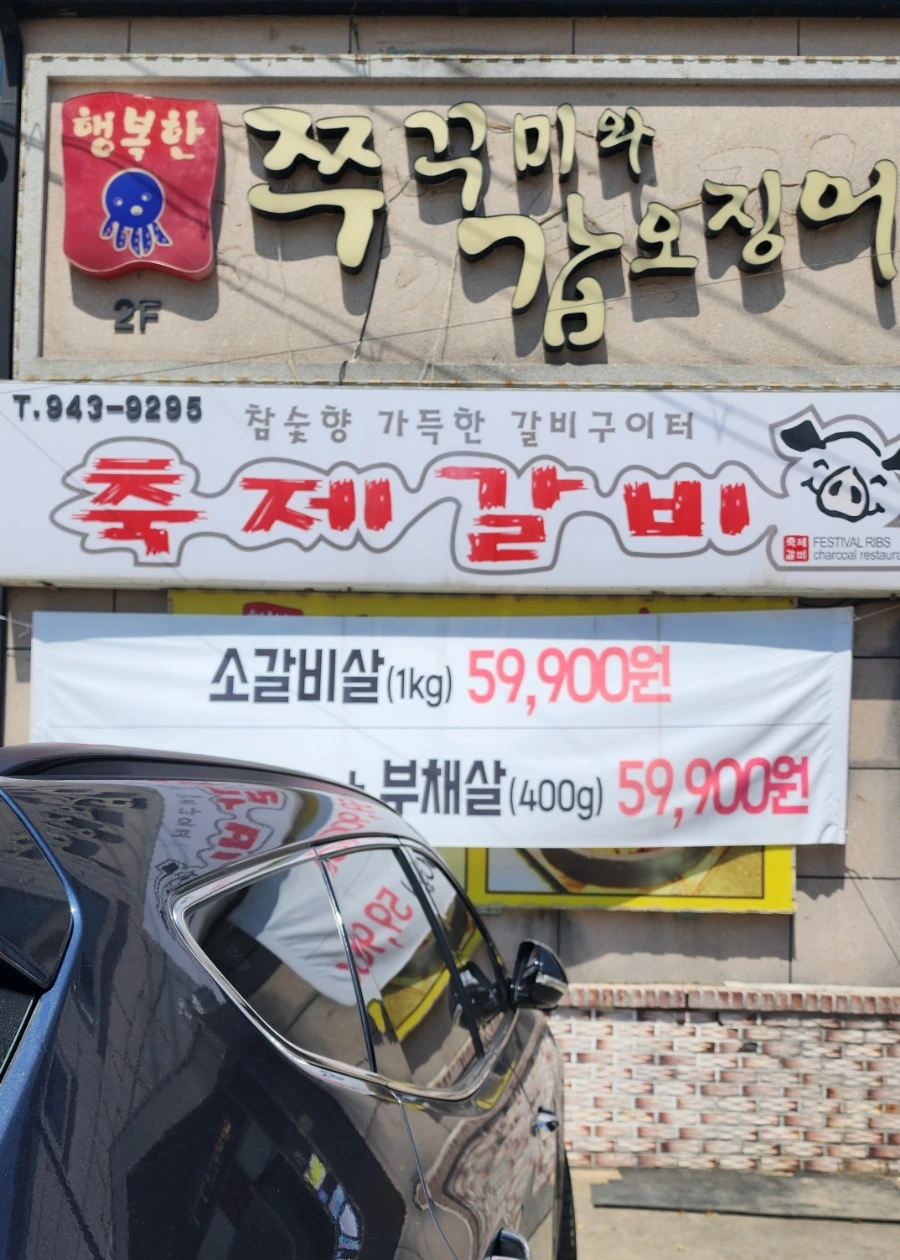 행복한
쭈꾸미와
갑오징어
2F
T.943-9295
참숯향 가득한 갈비구이터
축제갈비
축제
갈비
FESTIVAL RIBS
charcoal
소갈비살(1kg) 59,900원
부채살(400g) 59,900원